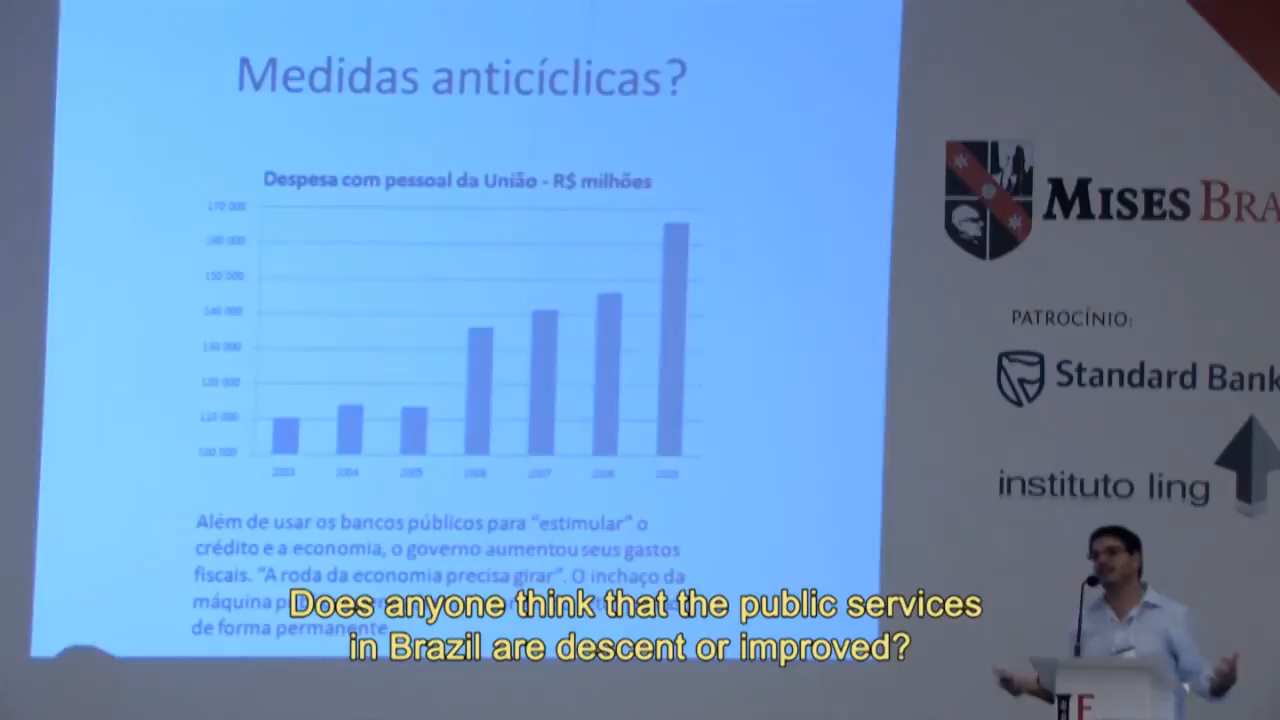 Medidas anticíclicas?
Despesa com pessoal da União - R$ milhões
170 000
160 000
150 000
140 000
130 000
120 000
110 000
100 000
2003 2004 2005 2006 2007 2008 2009
Além de usar os bancos públicos para “estimular” o
crédito e a economia, o governo aumentou seus gastos
fiscais. “A roda da economia precisa girar”. O inchaço da
máquina
de forma permanente.
Does anyone think that the public services
in Brazil are descent or improved?
MISES BRA
PATROCÍNIO:
Standard Bank
instituto ling